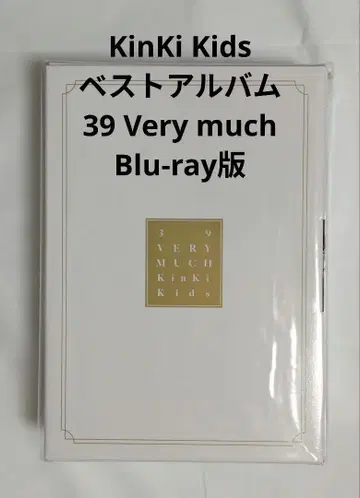 KinKi Kids
ベストアルバム
39 Very much
Blu-ray版
3 9
VERY
MUCH
KinKi
Kids